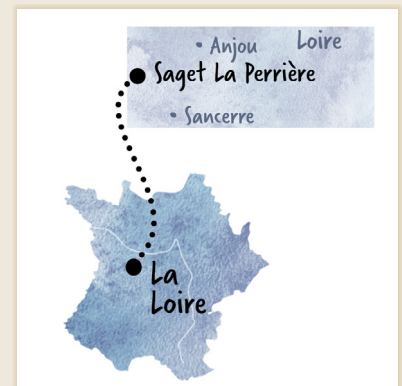 Anjou
Loire
Saget La Perrière
Sancerre
La
Loire